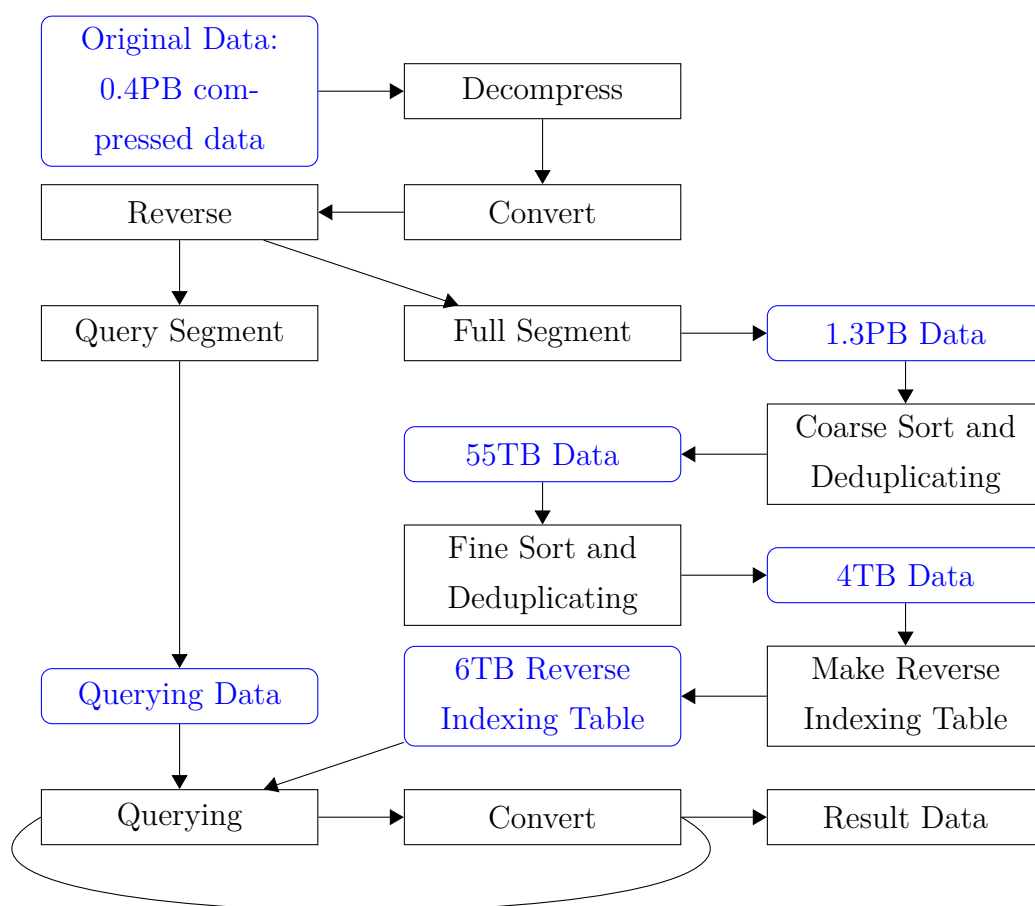 Original Data:
0.4PB com-
pressed data
Decompress
Reverse
Convert
Query Segment
Full Segment
1.3PB Data
55TB Data
Coarse Sort and
Deduplicating
Fine Sort and
Deduplicating
4TB Data
Querying Data
6TB Reverse
Indexing Table
Make Reverse
Indexing Table
Querying
Convert
Result Data